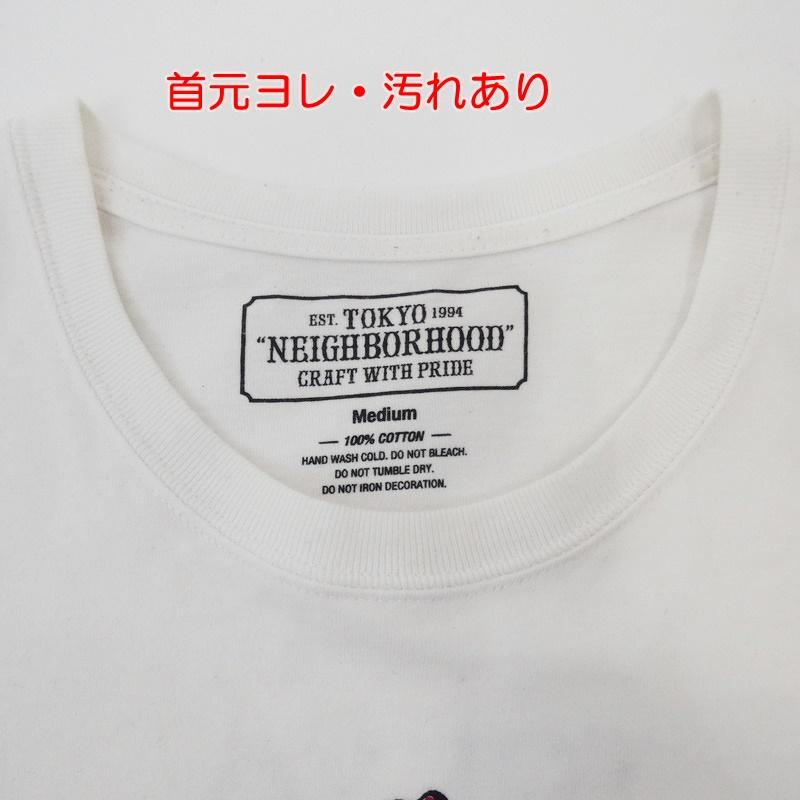 首元ヨレ・汚れあり
EST. TOKYO 1994
"NEIGHBORHOOD"
CRAFT WITH PRIDE
Medium
100% COTTON
HAND WASH COLD. DO NOT BLEACH.
DO NOT TUMBLE DRY.
DO NOT IRON DECORATION.